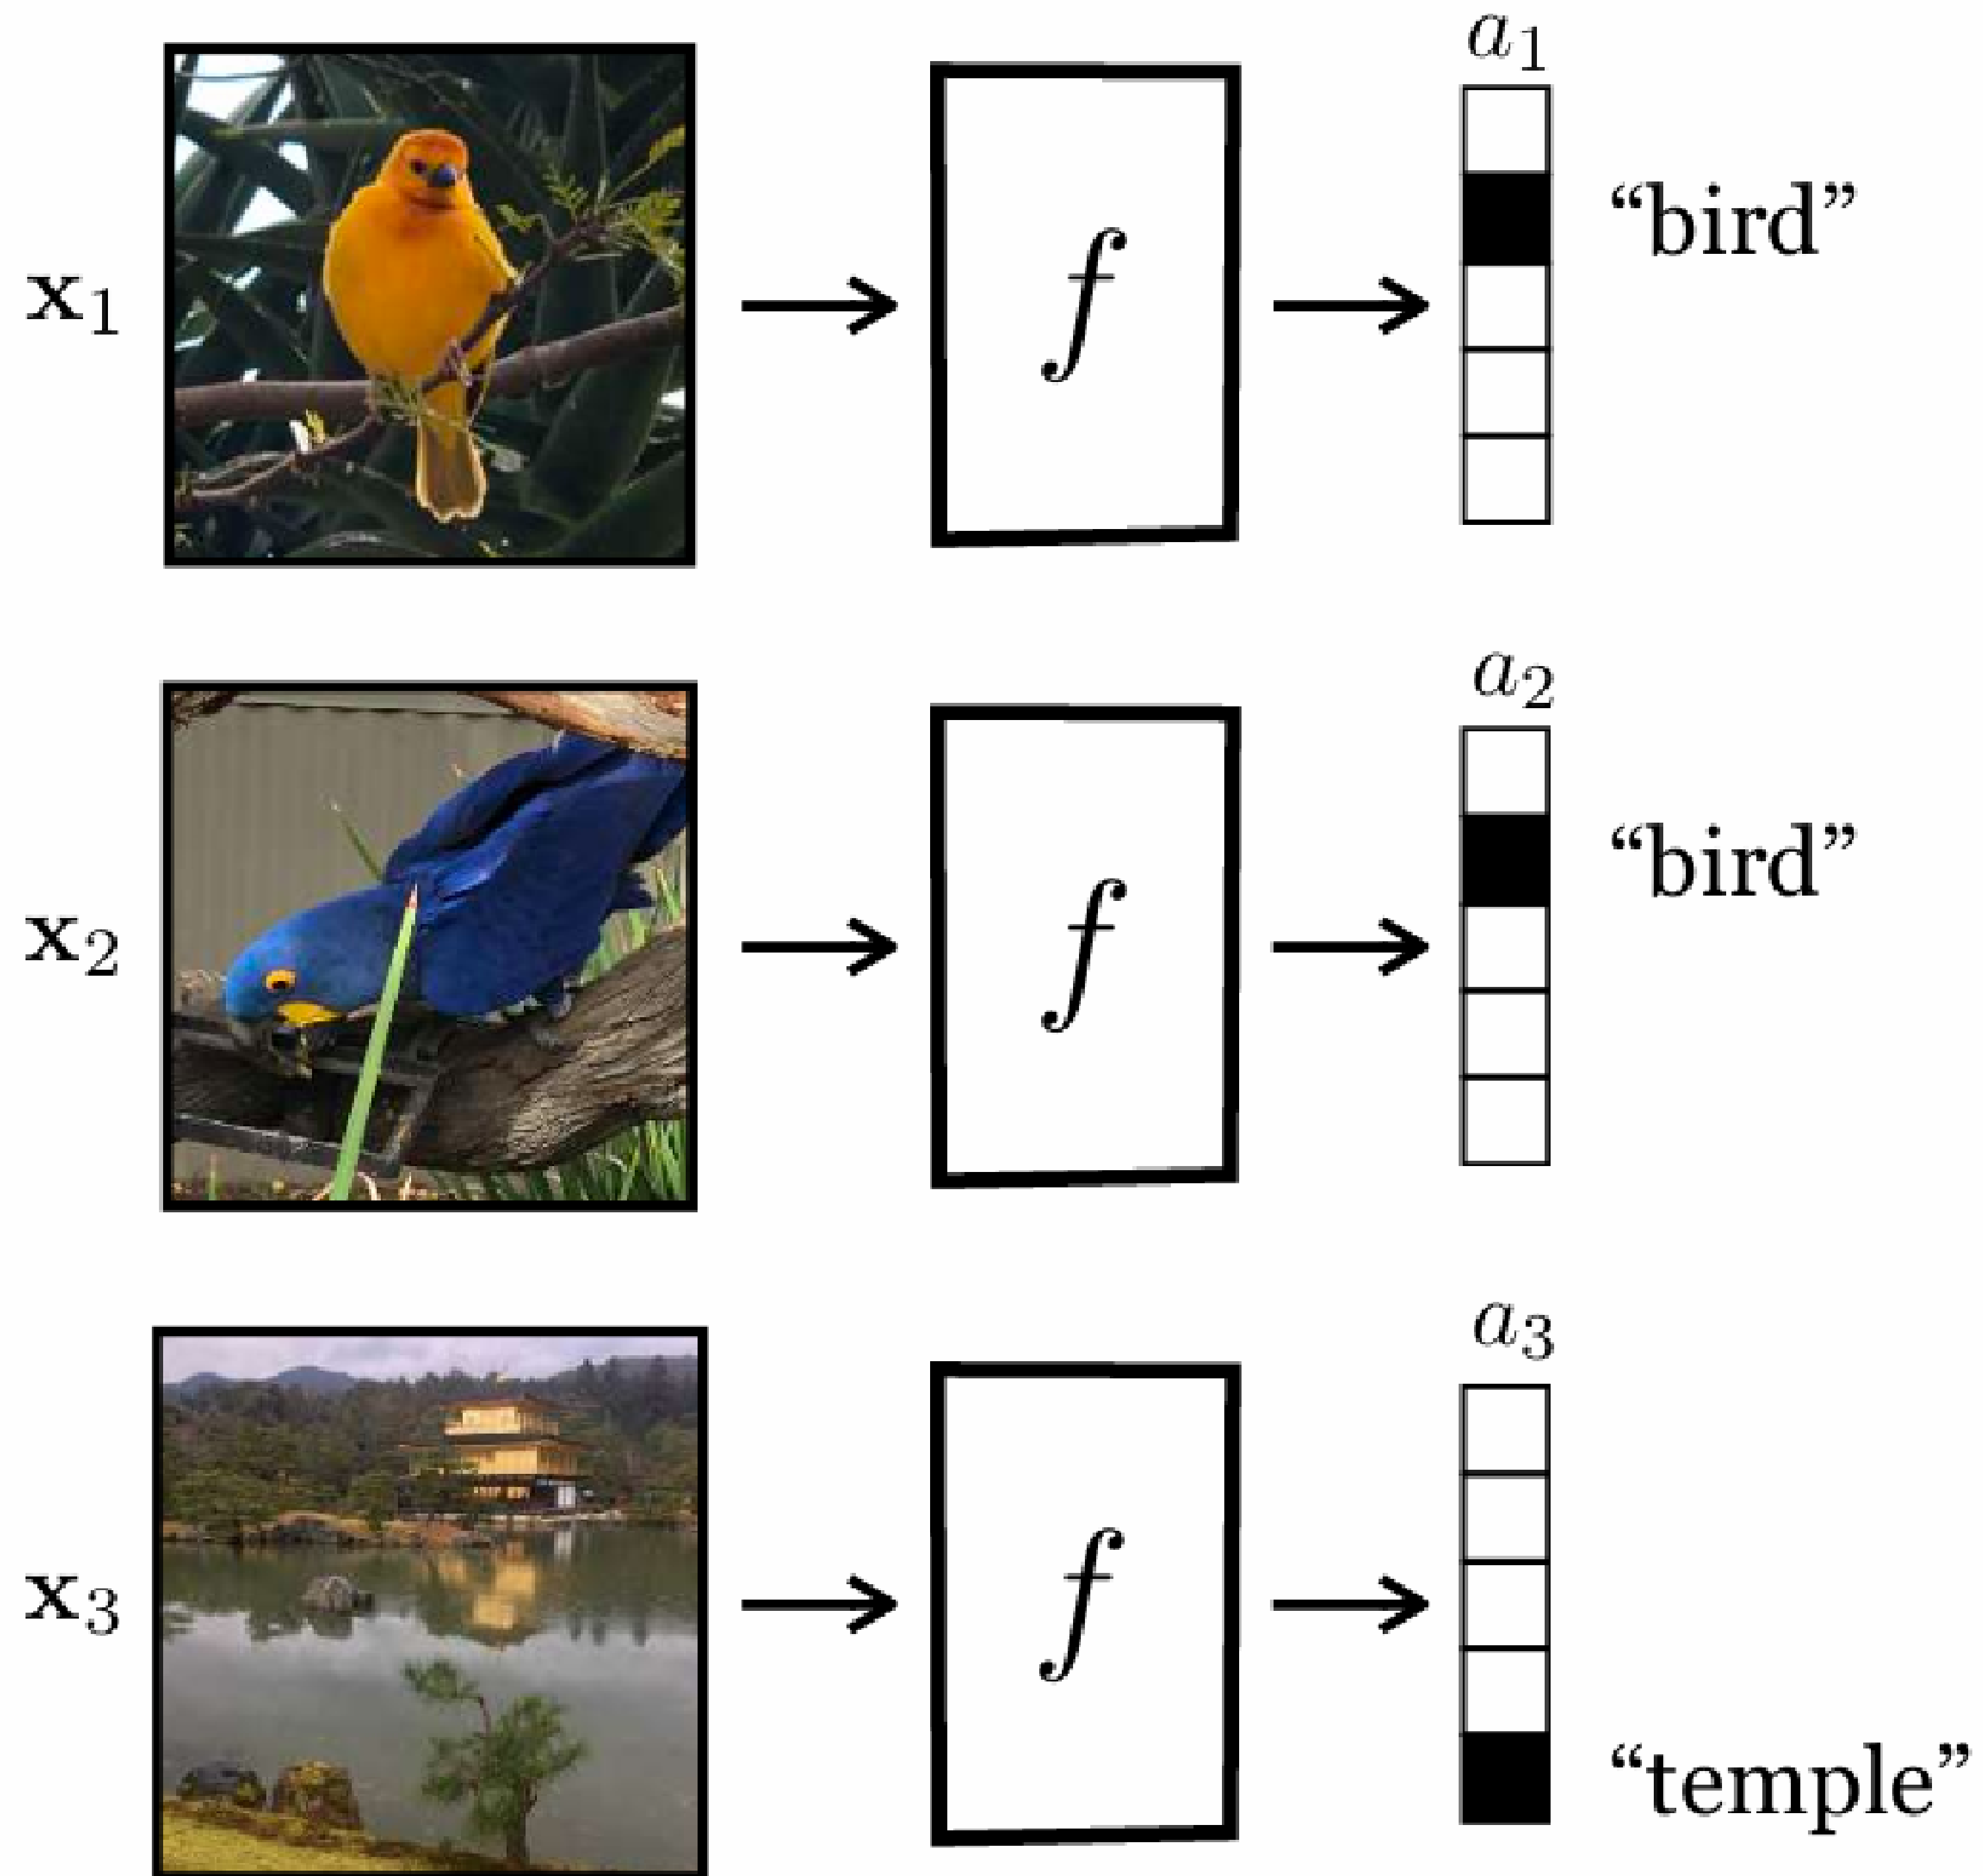 a₁
x₁ f “bird”
a₂
x₂ f “bird”
a₃
x₃ f
“temple”